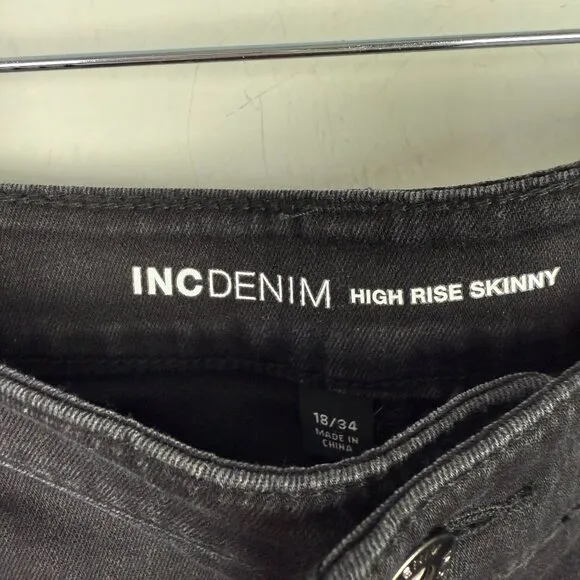 INCDENIM HIGH RISE SKINNY
18/34
MADE IN
CHINA